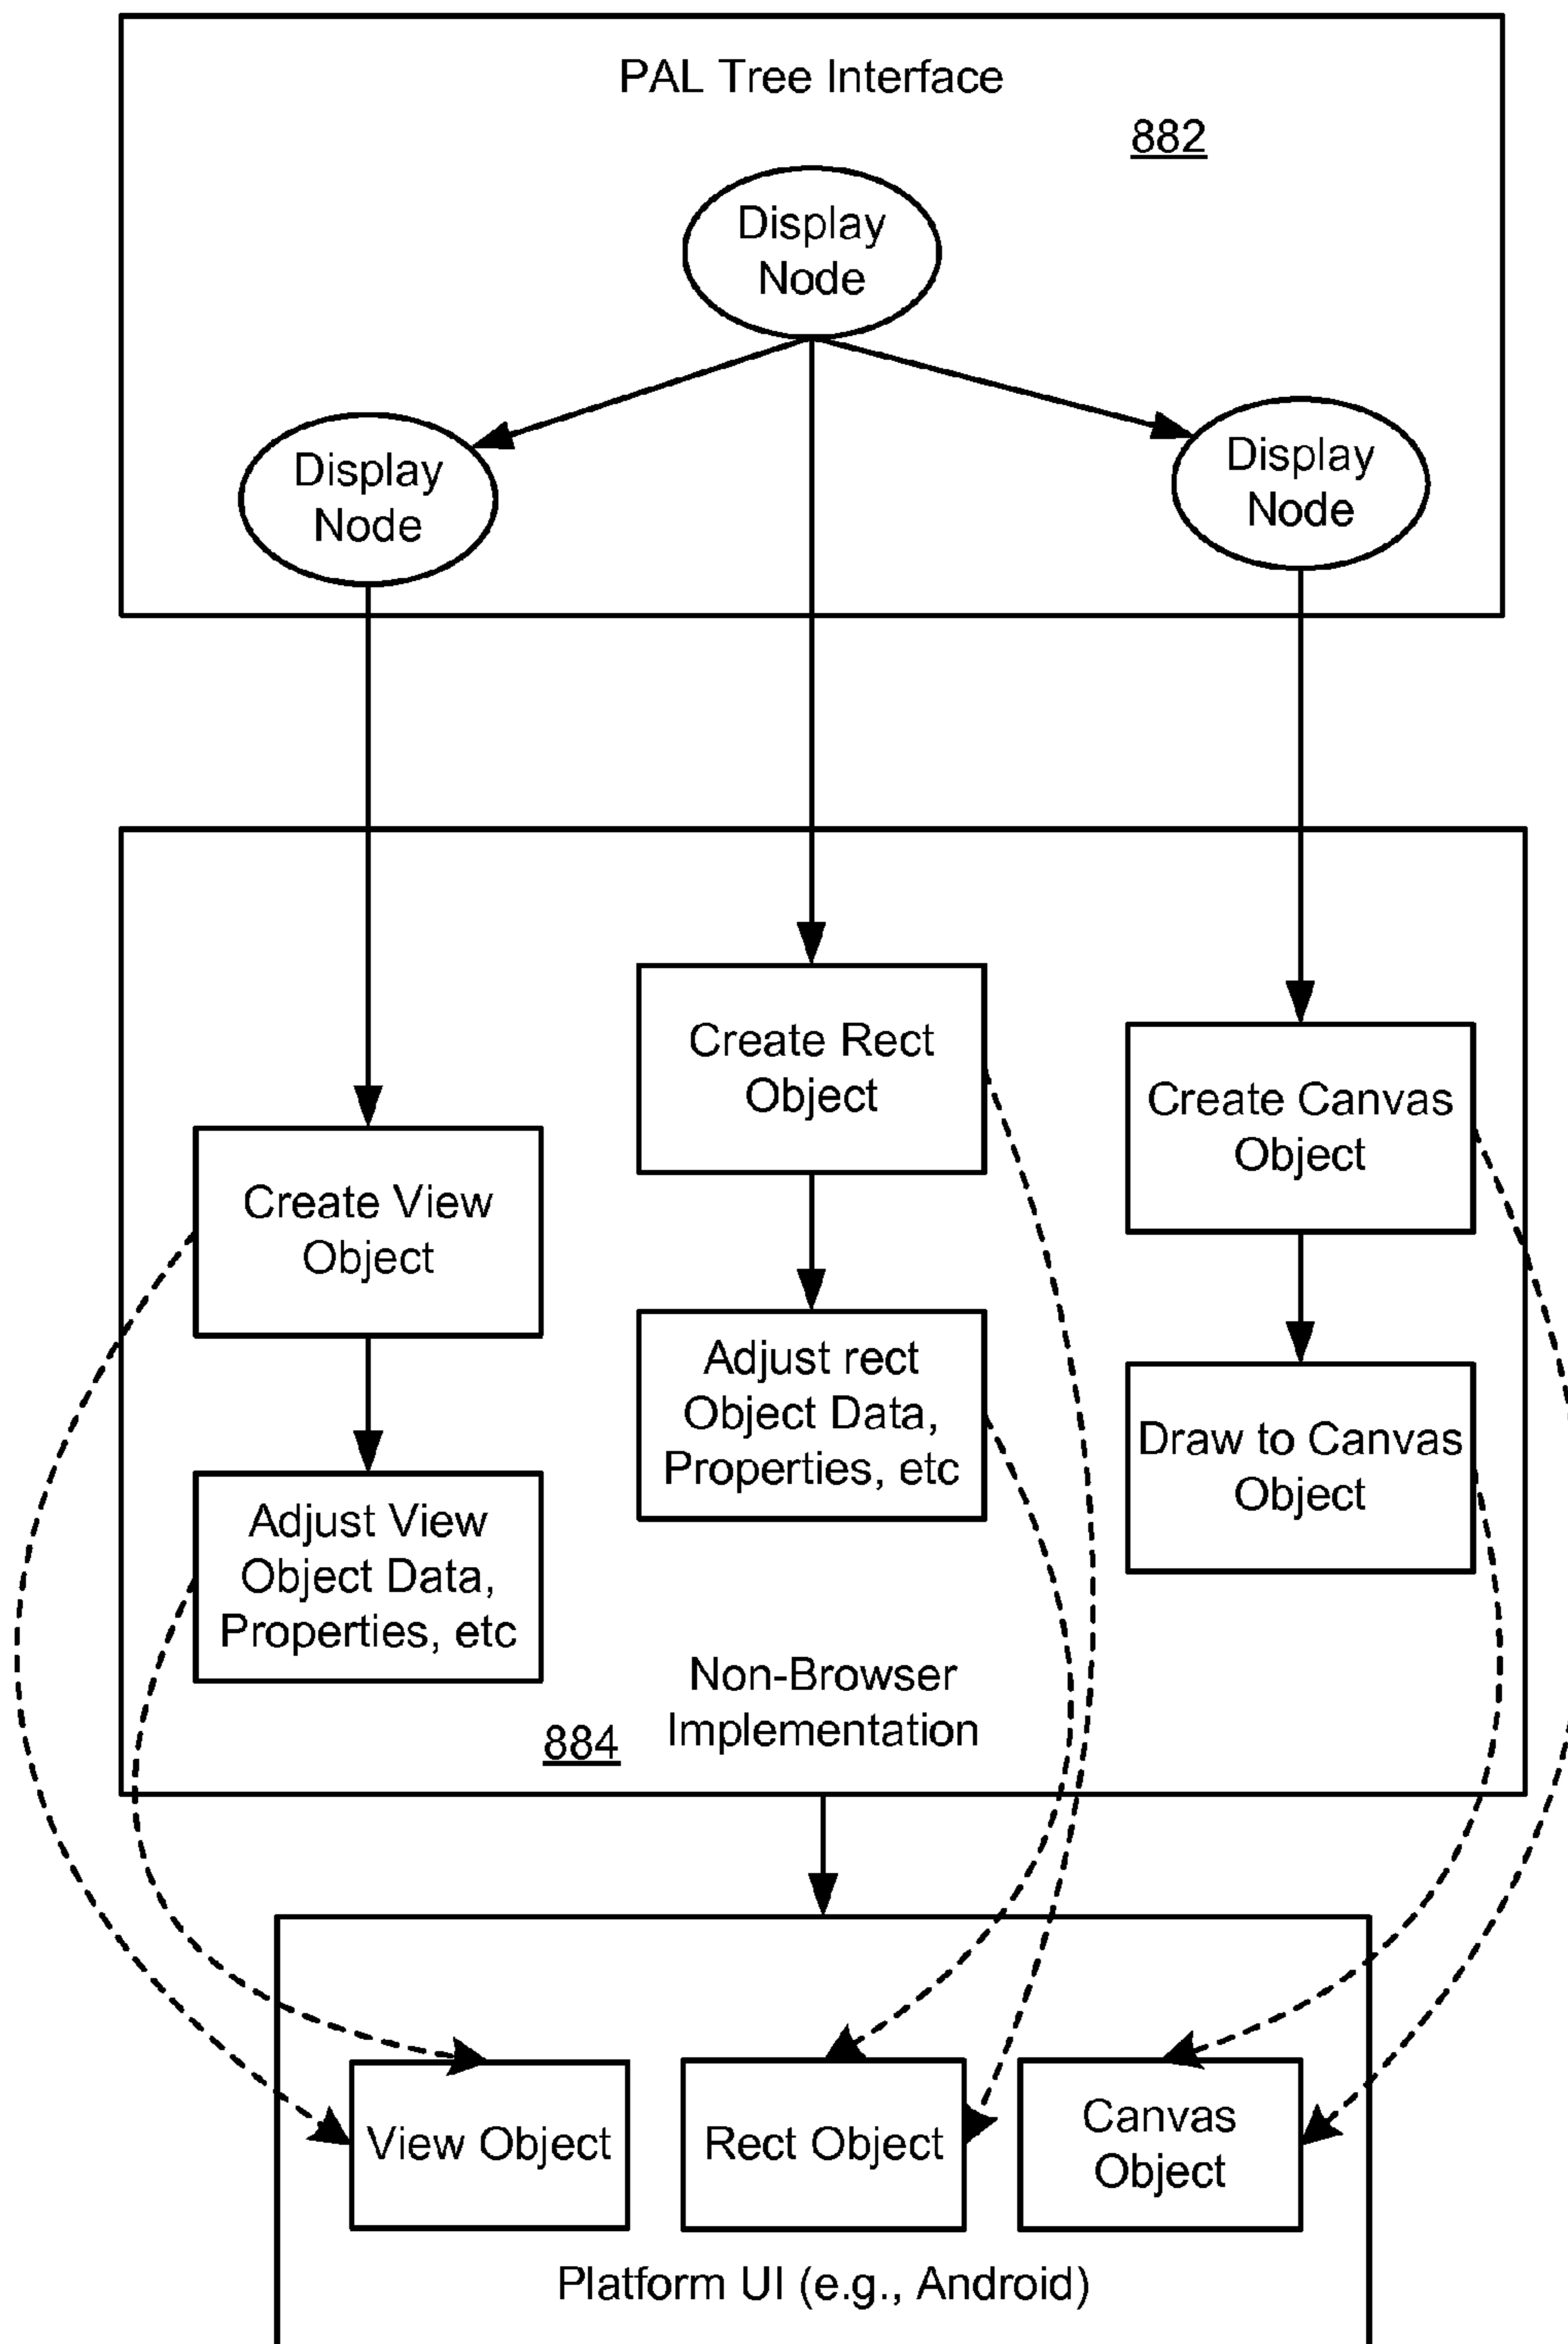 PAL Tree Interface
882
Display
Node
Display
Node
Display
Node
Create Rect
Object
Create Canvas
Object
Create View
Object
Adjust rect
Object Data,
Properties, etc
Draw to Canvas
Object
Adjust View
Object Data,
Properties, etc
Non-Browser
Implementation
884
View Object
Rect Object
Canvas
Object
Platform UI (e.g., Android)